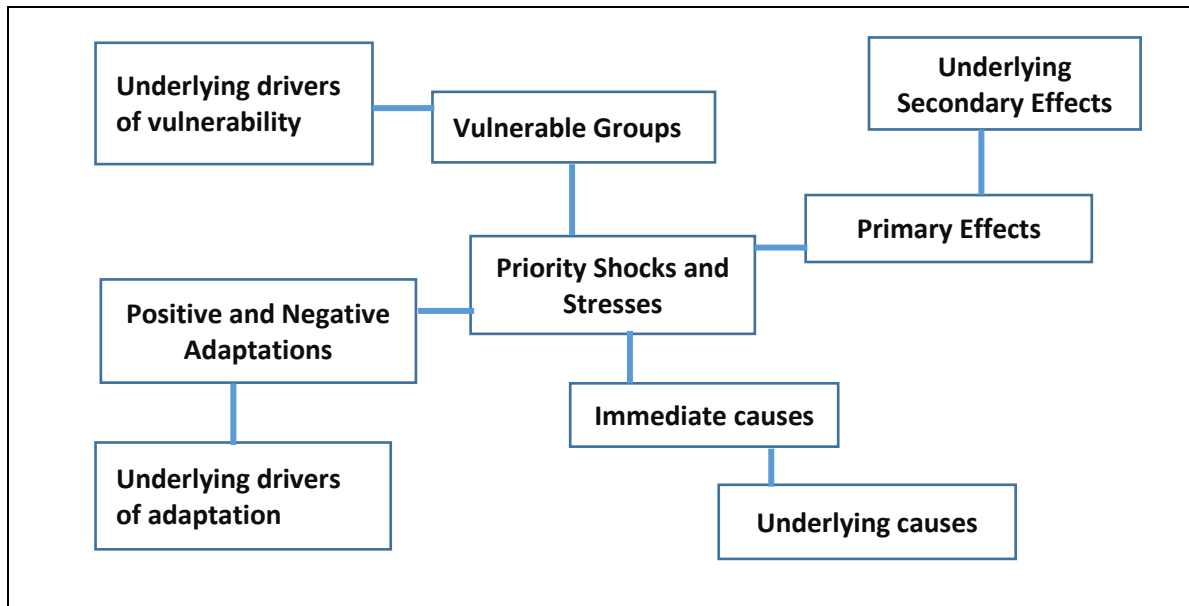 Underlying drivers
of vulnerability
Vulnerable Groups
Underlying
Secondary Effects
Primary Effects
Priority Shocks and
Stresses
Positive and Negative
Adaptations
Underlying drivers
of adaptation
Immediate causes
Underlying causes